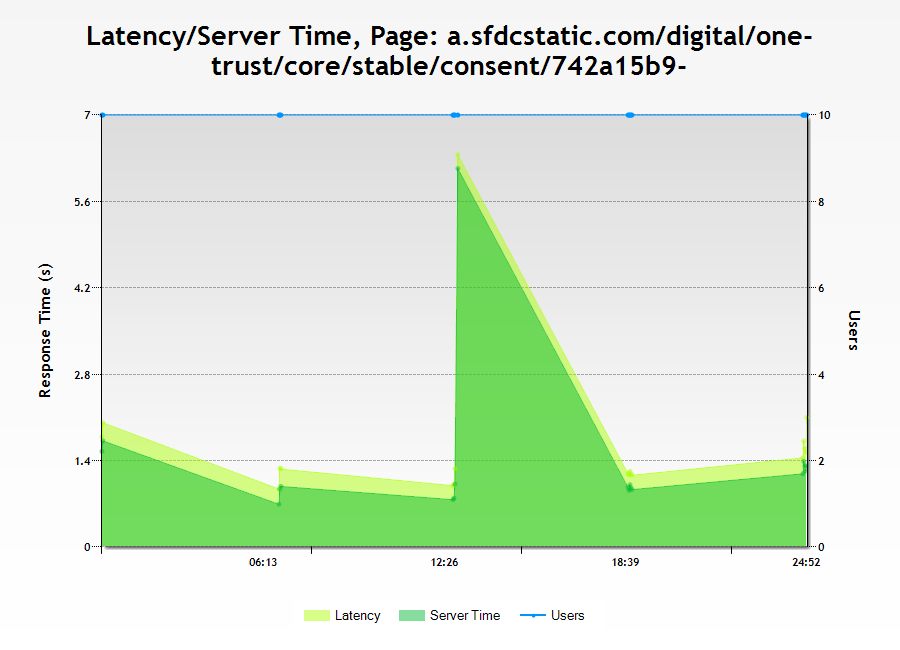 Latency/Server Time, Page: a.sfdcstatic.com/digital/one-
trust/core/stable/consent/742a15b9-
7
5.6
4.2
2.8
1.4
0
Response Time (s)
10
8
6
4
2
0
Users
06:13
12:26
18:39
24:52
Latency
Server Time
Users